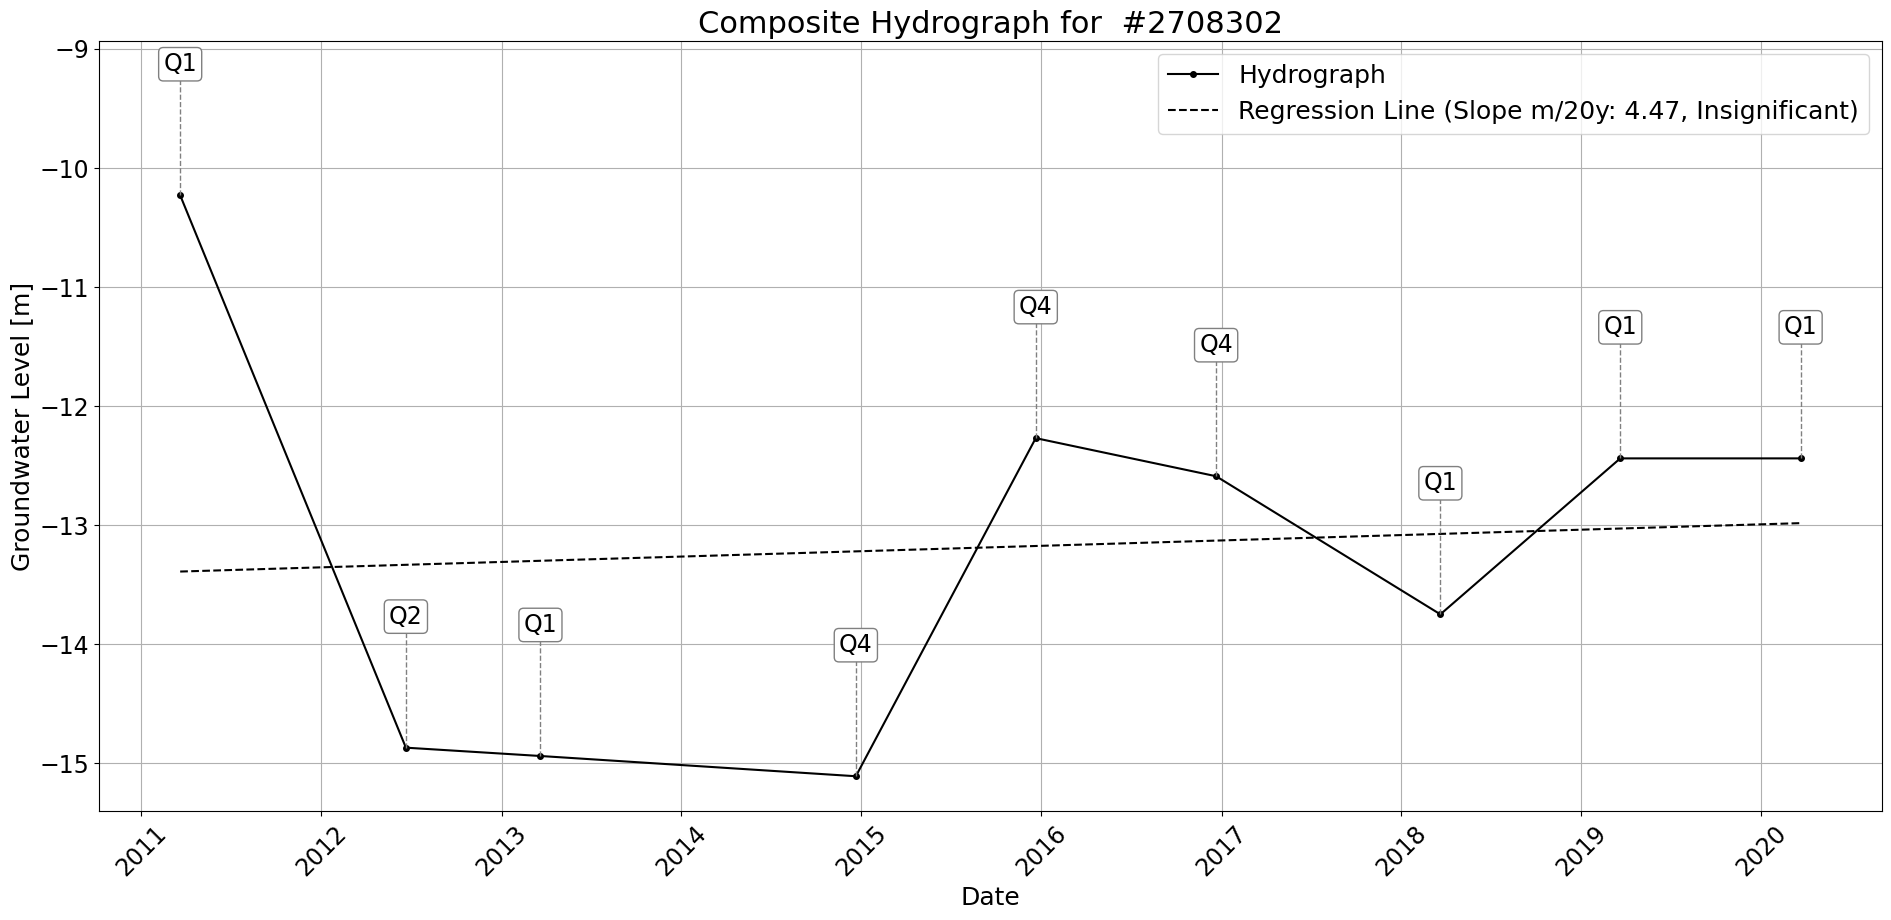 Composite Hydrograph for  #2708302
Hydrograph
Regression Line (Slope m/20y: 4.47, Insignificant)
Groundwater Level [m]
−9
−10
−11
−12
−13
−14
−15
Q1
Q2
Q1
Q4
Q4
Q4
Q1
Q1
Q1
2011
2012
2013
2014
2015
2016
2017
2018
2019
2020
Date